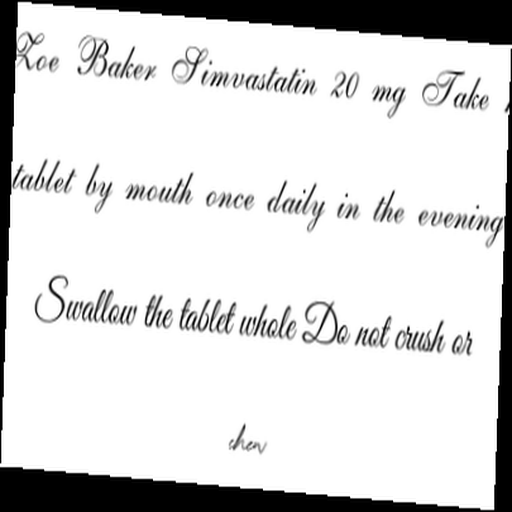 Zoe Baker Simvastatin 20 mg Take
tablet by mouth once daily in the evening
Swallow the tablet whole Do not crush or
chew